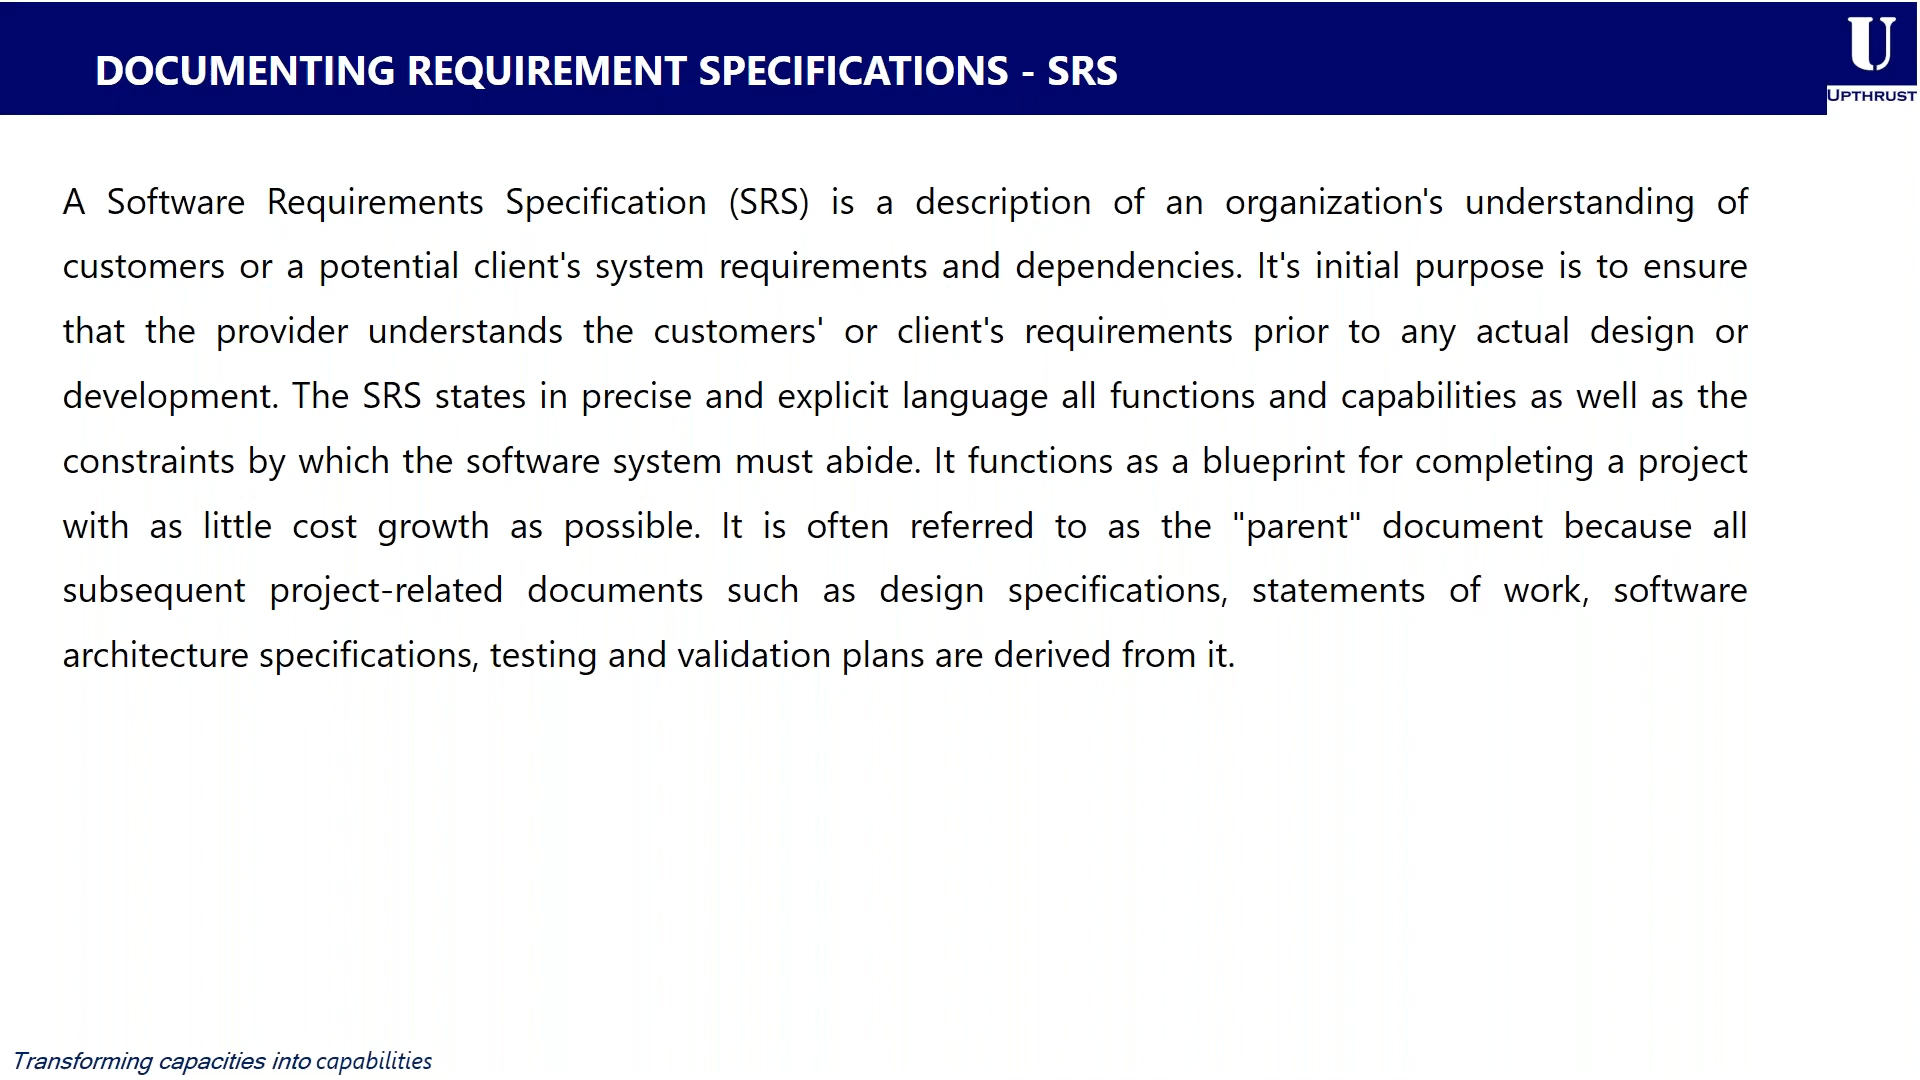 DOCUMENTING REQUIREMENT SPECIFICATIONS - SRS
U
UPTHRUST
A Software Requirements Specification (SRS) is a description of an organization's understanding of
customers or a potential client's system requirements and dependencies. It's initial purpose is to ensure
that the provider understands the customers' or client's requirements prior to any actual design or
development. The SRS states in precise and explicit language all functions and capabilities as well as the
constraints by which the software system must abide. It functions as a blueprint for completing a project
with as little cost growth as possible. It is often referred to as the "parent" document because all
subsequent project-related documents such as design specifications, statements of work, software
architecture specifications, testing and validation plans are derived from it.
Transforming capacities into capabilities